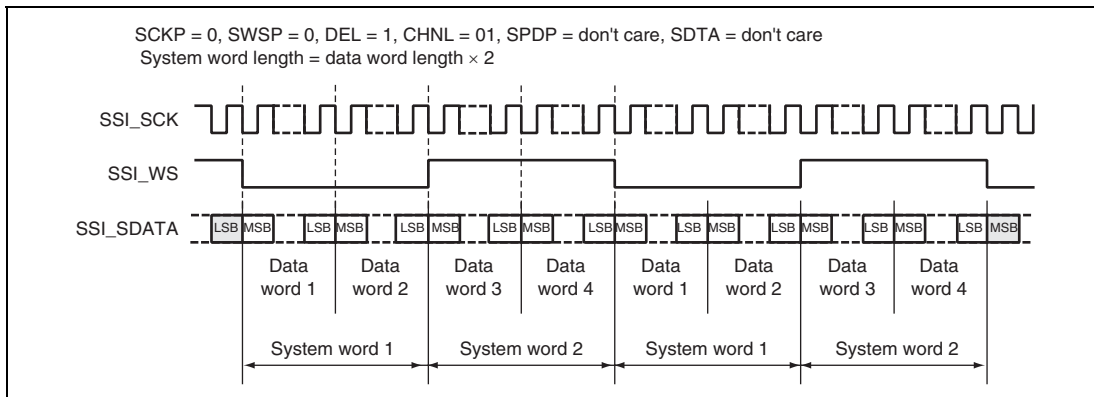 SCKP = 0, SWSP = 0, DEL = 1, CHNL = 01, SPDP = don't care, SDTA = don't care
System word length = data word length × 2
SSI_SCK
SSI_WS
SSI_SDATA
LSB MSB LSB MSB LSB MSB LSB MSB LSB MSB LSB MSB LSB MSB LSB MSB LSB MSB
Data word 1 Data word 2 Data word 3 Data word 4 Data word 1 Data word 2 Data word 3 Data word 4
System word 1 System word 2 System word 1 System word 2